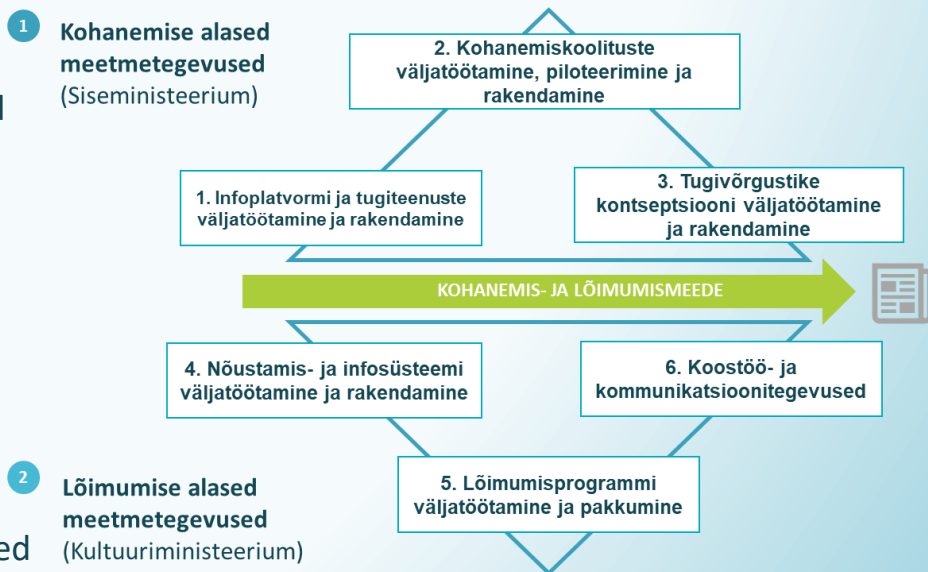 1
Kohanemise alased
meetmetegevused
(Siseministeerium)
2. Kohanemiskoolituste
väljatöötamine, piloteerimine ja
rakendamine
1. Infoplatvormi ja tugiteenuste
väljatöötamine ja rakendamine
3. Tugivõrgustike
kontseptsiooni väljatöötamine
ja rakendamine
KOHANEMIS- JA LÕIMUMISMEEDE
4. Nõustamis- ja infosüsteemi
väljatöötamine ja rakendamine
6. Koostöö- ja
kommunikatsioonitegevused
2
Lõimumise alased
meetmetegevused
(Kultuuriministeerium)
5. Lõimumisprogrammi
väljatöötamine ja pakkumine
ed